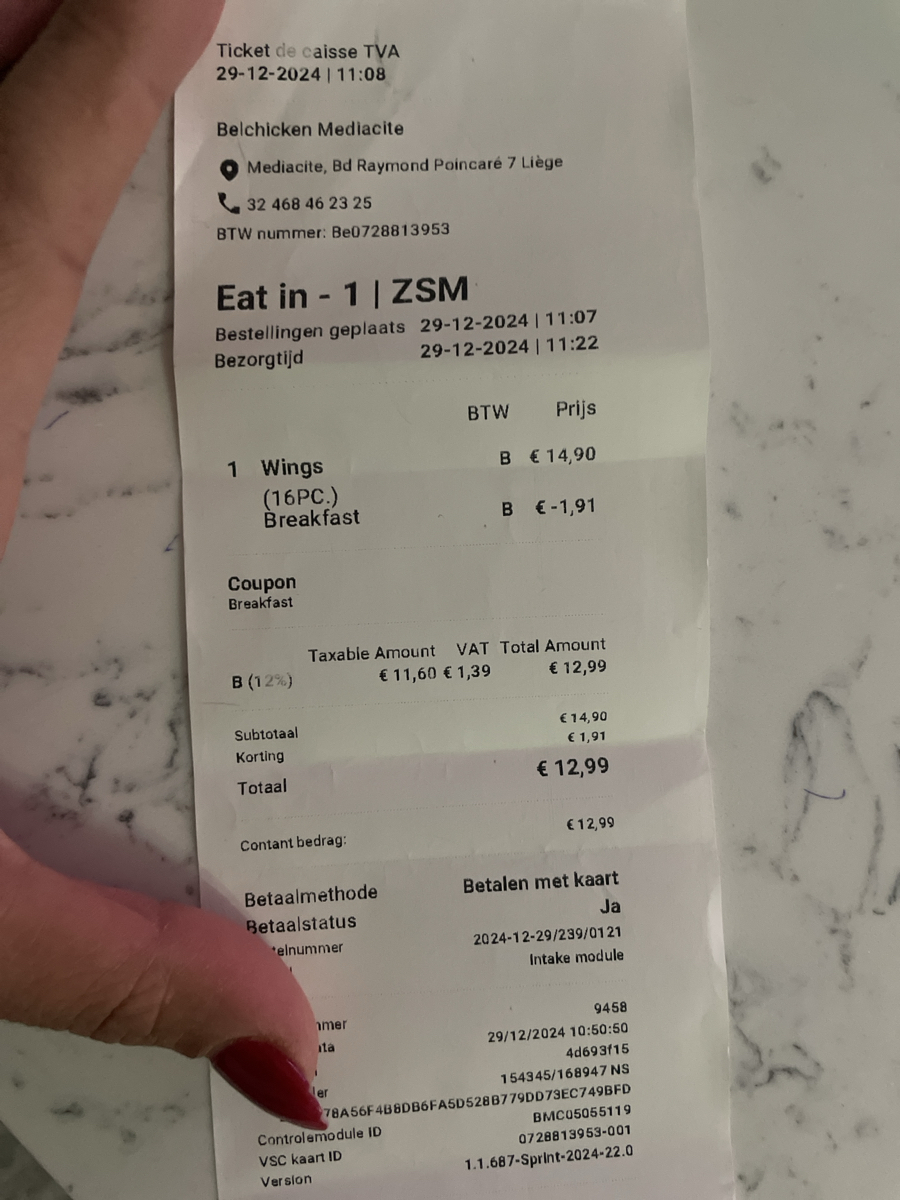 Ticket de caisse TVA
29-12-2024 | 11:08
Belchicken Mediacite
Mediacite, Bd Raymond Poincaré 7 Liège
32 468 46 23 25
BTW nummer: Be0728813953
Eat in - 1 | ZSM
Bestellingen geplaats 29-12-2024 | 11:07
Bezorgtijd 29-12-2024 | 11:22
BTW Prijs
1 Wings B € 14,90
(16PC.)
Breakfast B € -1,91
Coupon
Breakfast
Taxable Amount VAT Total Amount
B (12%) € 11,60 € 1,39 € 12,99
Subtotaal € 14,90
Korting € 1,91
Totaal € 12,99
Contant bedrag: € 12,99
Betaalmethode Betalen met kaart
Betaalstatus Ja
telnummer 2024-12-29/239/0121
Intake module
mer 9458
ta 29/12/2024 10:50:50
4d693f15
ler 154345/168947 NS
78A56F4B8DB6FA5D528B779DD73EC749BFD
Controlemodule ID BMC05055119
VSC kaart ID 0728813953-001
Version 1.1.687-Sprint-2024-22.0